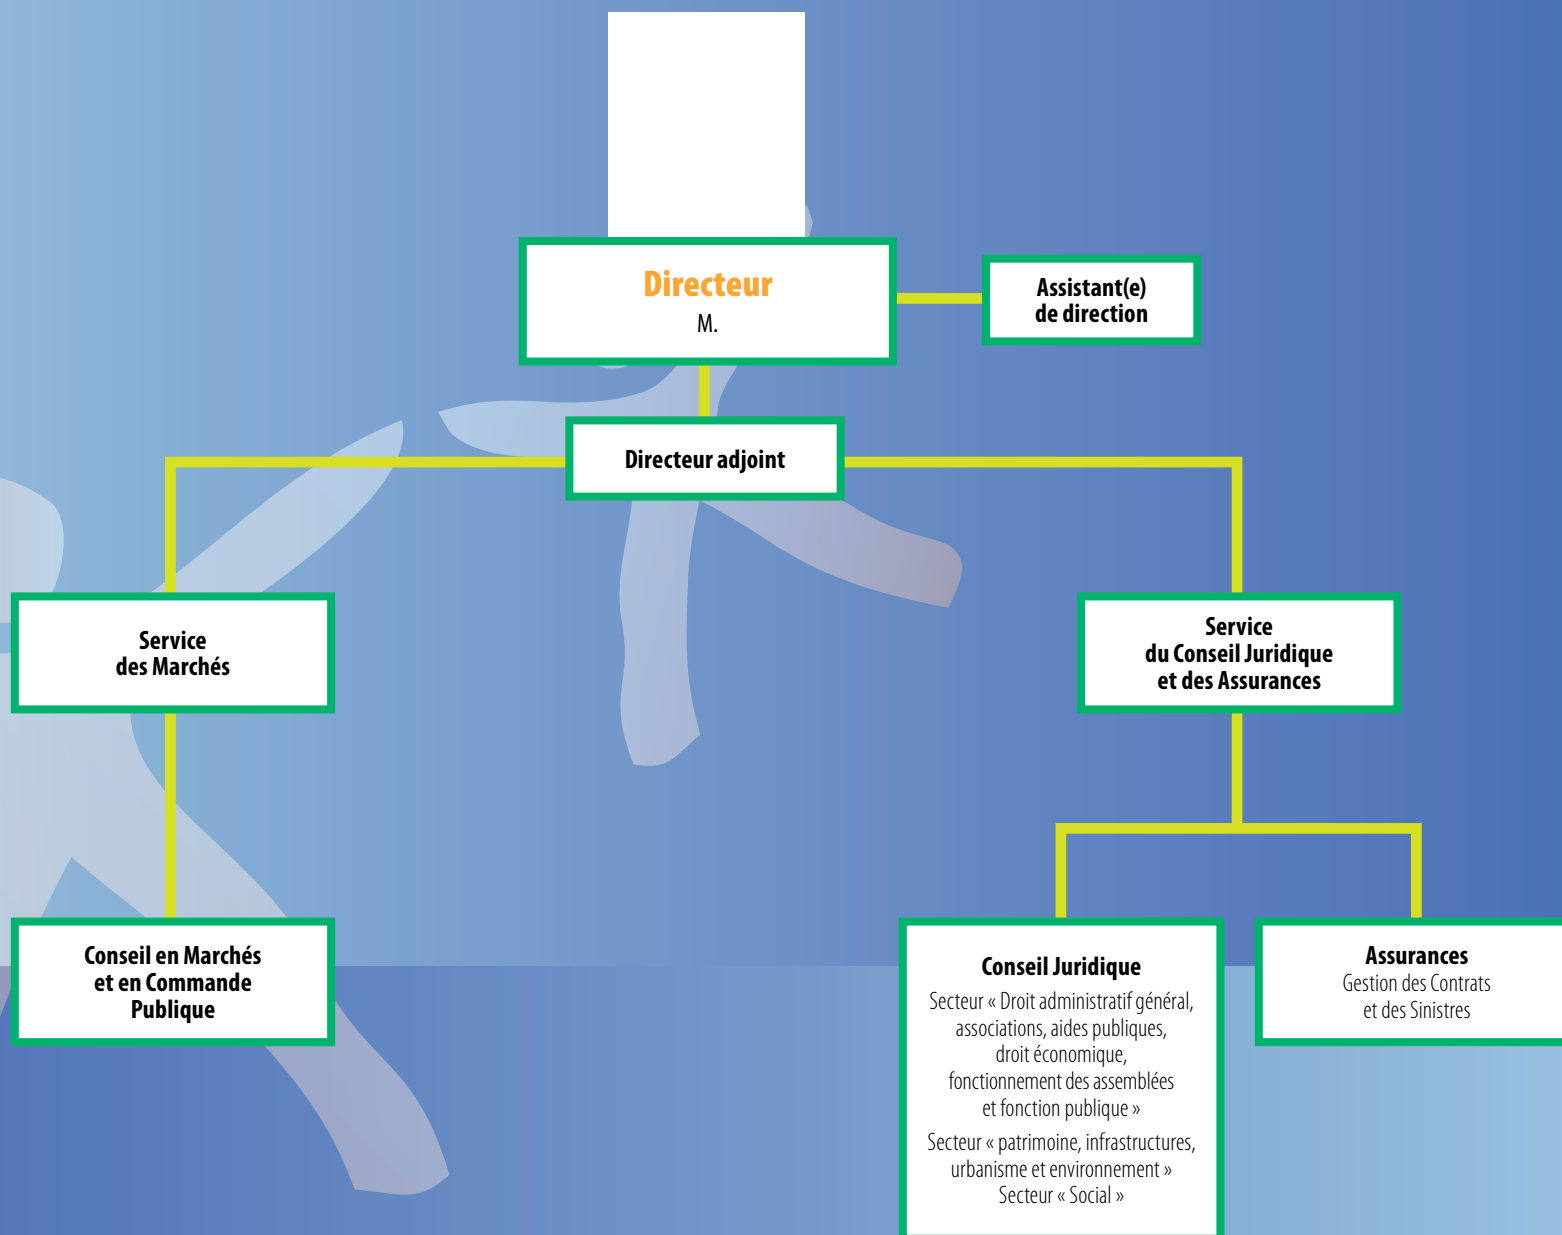 Directeur
M.
Assistant(e)
de direction
Directeur adjoint
Service
des Marchés
Service
du Conseil Juridique
et des Assurances
Conseil en Marchés
et en Commande
Publique
Conseil Juridique
Secteur « Droit administratif général,
associations, aides publiques,
droit économique,
fonctionnement des assemblées
et fonction publique »
Secteur « patrimoine, infrastructures,
urbanisme et environnement »
Secteur « Social »
Assurances
Gestion des Contrats
et des Sinistres